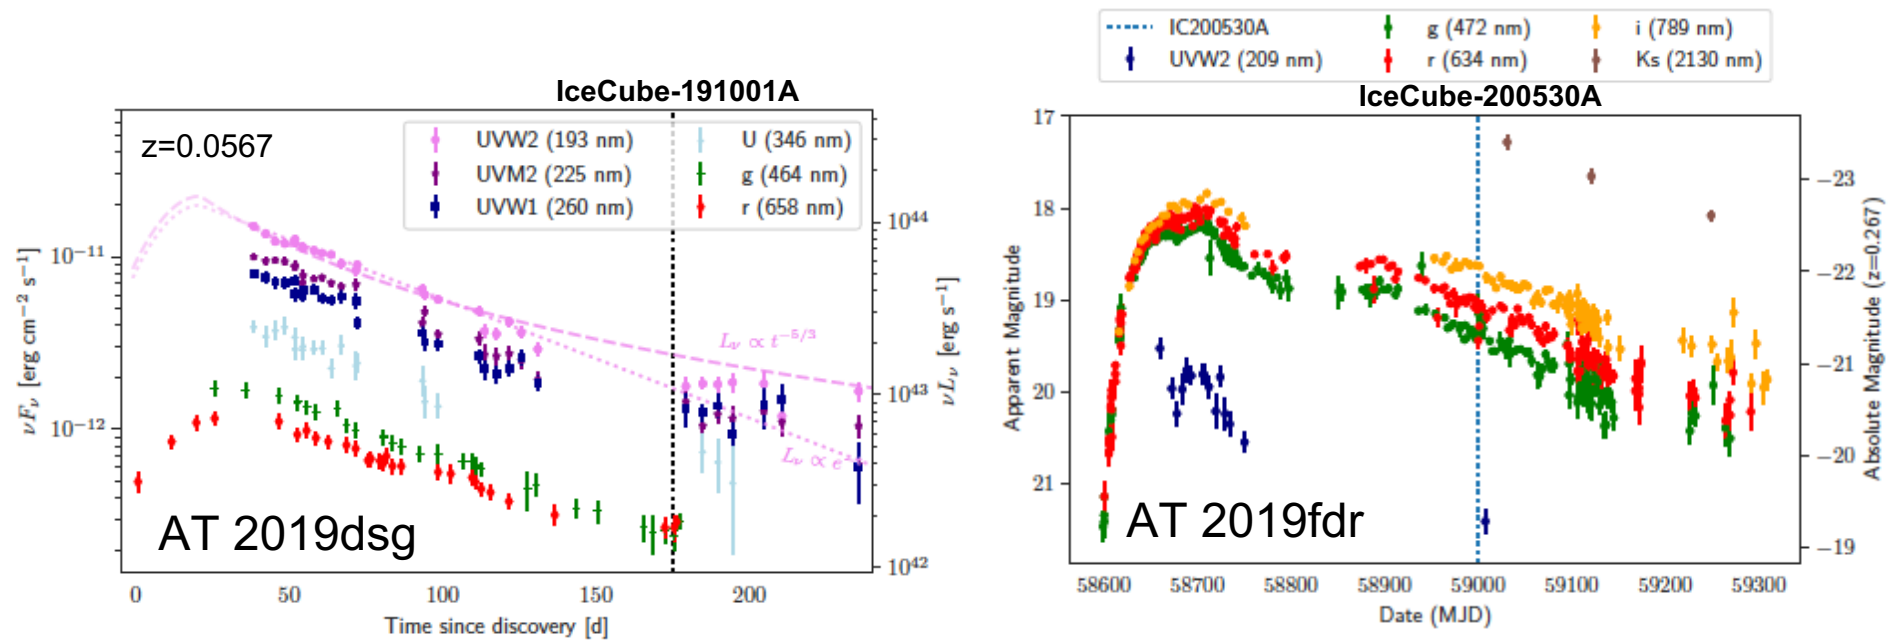 IceCube-191001A
z=0.0567
UVW2 (193 nm)
UVM2 (225 nm)
UVW1 (260 nm)
U (346 nm)
g (464 nm)
r (658 nm)
10⁻¹¹
10⁻¹²
νFν [erg cm⁻² s⁻¹]
10⁴⁴
10⁴³
10⁴²
νLν [erg s⁻¹]
Lν ∝ t⁻⁵/³
Lν ∝ e
AT 2019dsg
0 50 100 150 200
Time since discovery [d]
IC200530A
UVW2 (209 nm)
g (472 nm)
r (634 nm)
i (789 nm)
Ks (2130 nm)
IceCube-200530A
17
18
19
20
21
Apparent Magnitude
−23
−22
−21
−20
−19
Absolute Magnitude (z=0.267)
AT 2019fdr
58600 58700 58800 58900 59000 59100 59200 59300
Date (MJD)